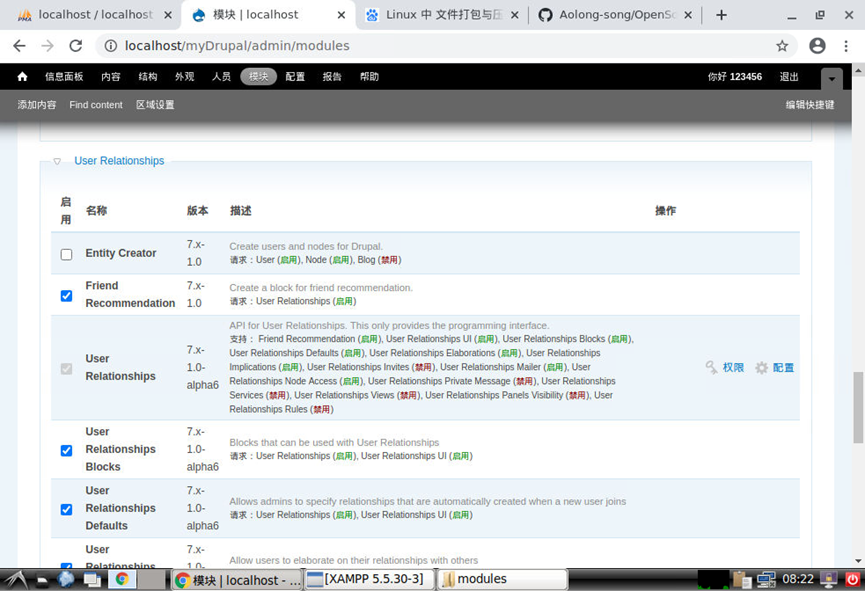 localhost / localhost
模块 | localhost
Linux 中 文件打包与压
Aolong-song/OpenSo
localhost/myDrupal/admin/modules
信息面板 内容 结构 外观 人员 模块 配置 报告 帮助 你好 123456 退出
添加内容 Find content 区域设置 编辑快捷键
User Relationships
启用 名称 版本 描述 操作
Entity Creator
7.x-
1.0
Create users and nodes for Drupal.
请求：User (启用), Node (启用), Blog (禁用)
Friend
Recommendation
7.x-
1.0
Create a block for friend recommendation.
请求：User Relationships (启用)
User
Relationships
7.x-
1.0-
alpha6
API for User Relationships. This only provides the programming interface.
支持： Friend Recommendation (启用), User Relationships UI (启用), User Relationships Blocks (启用),
User Relationships Defaults (启用), User Relationships Elaborations (启用), User Relationships
Implications (启用), User Relationships Invites (禁用), User Relationships Mailer (启用), User
Relationships Node Access (启用), User Relationships Private Message (禁用), User Relationships
Services (禁用), User Relationships Views (禁用), User Relationships Panels Visibility (禁用), User
Relationships Rules (禁用)
权限 配置
User
Relationships
Blocks
7.x-
1.0-
alpha6
Blocks that can be used with User Relationships
请求：User Relationships (启用), User Relationships UI (启用)
User
Relationships
Defaults
7.x-
1.0-
alpha6
Allows admins to specify relationships that are automatically created when a new user joins
请求：User Relationships (启用), User Relationships UI (启用)
User
Relationships
7.x-
1.0-
Allow users to elaborate on their relationships with others
模块 | localhost - ... [XAMPP 5.5.30-3] modules 08:22